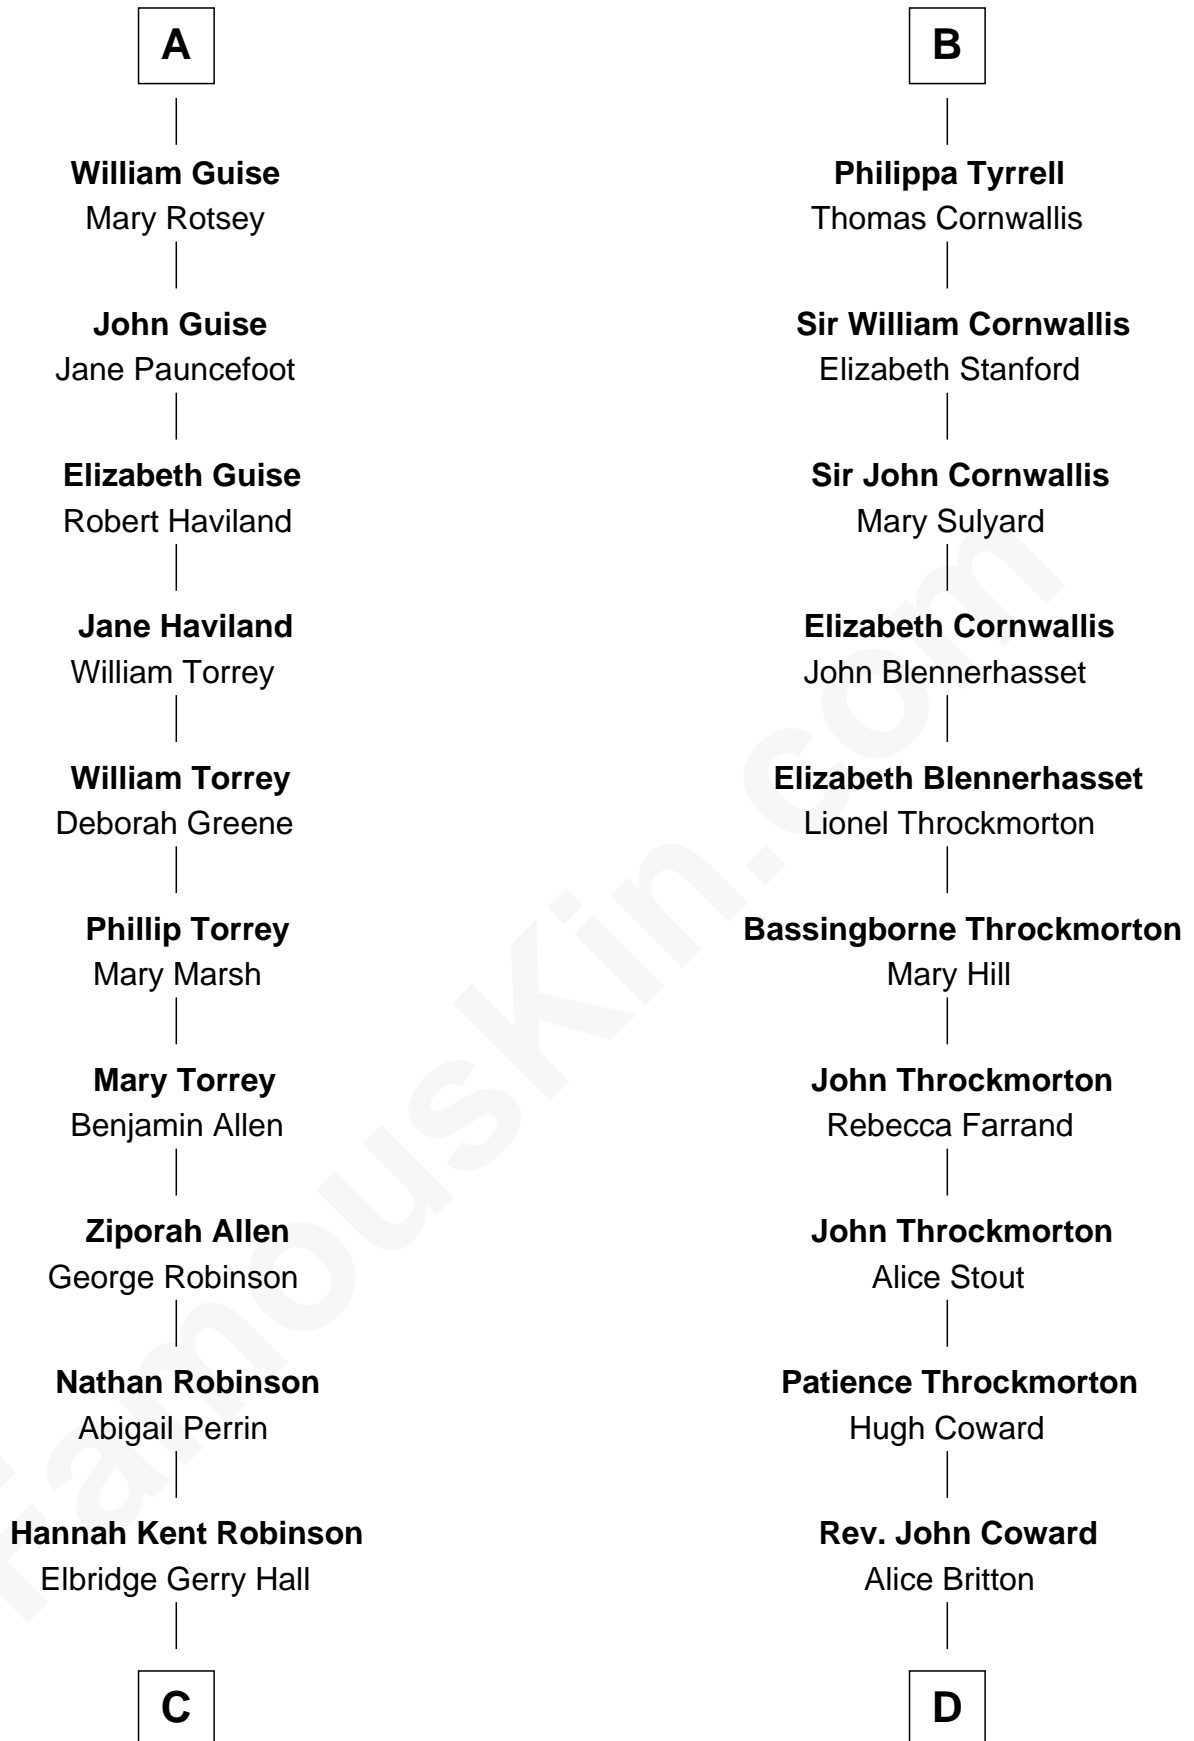 A
William Guise
Mary Rotsey
John Guise
Jane Pauncefoot
Elizabeth Guise
Robert Haviland
Jane Haviland
William Torrey
William Torrey
Deborah Greene
Phillip Torrey
Mary Marsh
Mary Torrey
Benjamin Allen
Ziporah Allen
George Robinson
Nathan Robinson
Abigail Perrin
Hannah Kent Robinson
Elbridge Gerry Hall
C
B
Philippa Tyrrell
Thomas Cornwallis
Sir William Cornwallis
Elizabeth Stanford
Sir John Cornwallis
Mary Sulyard
Elizabeth Cornwallis
John Blennerhasset
Elizabeth Blennerhasset
Lionel Throckmorton
Bassingborne Throckmorton
Mary Hill
John Throckmorton
Rebecca Farrand
John Throckmorton
Alice Stout
Patience Throckmorton
Hugh Coward
Rev. John Coward
Alice Britton
D
FamousKin.com